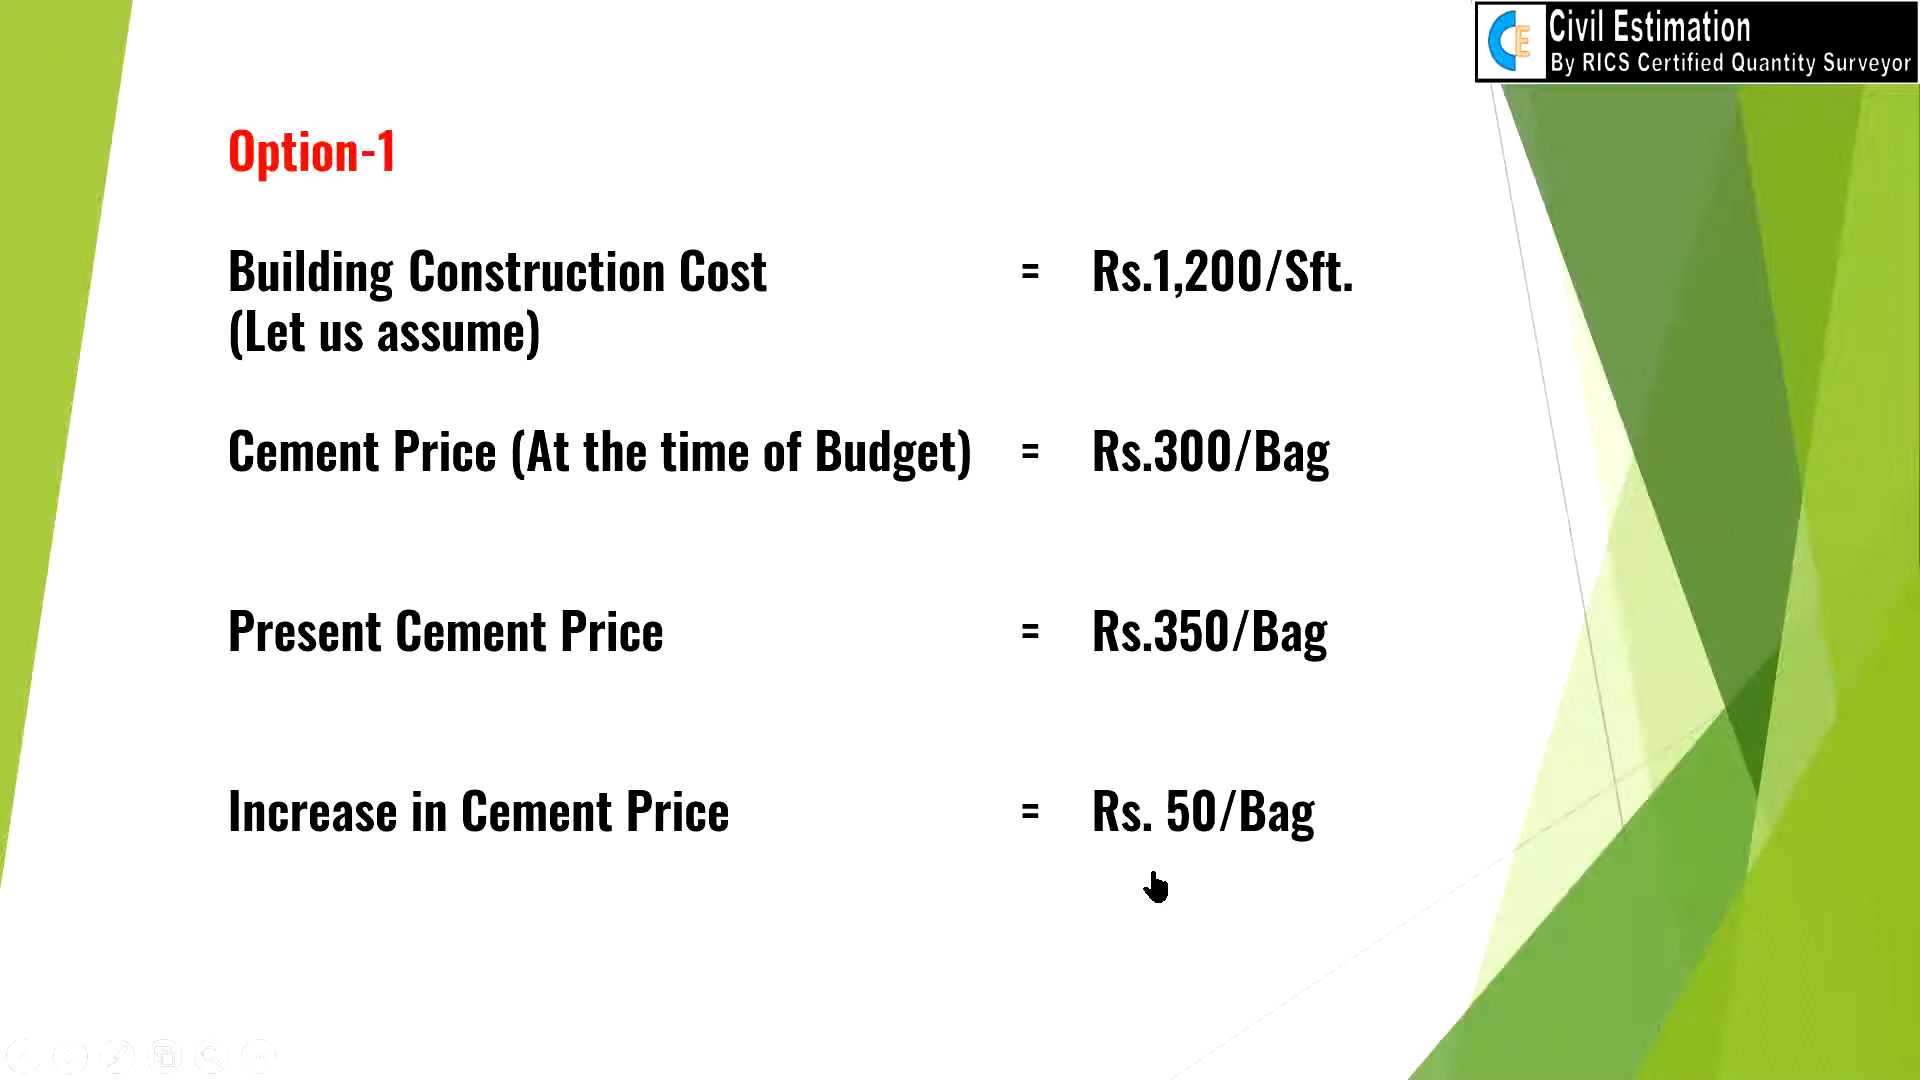 Civil Estimation
By RICS Certified Quantity Surveyor
Option-1
Building Construction Cost = Rs.1,200/Sft.
(Let us assume)
Cement Price (At the time of Budget) = Rs.300/Bag
Present Cement Price = Rs.350/Bag
Increase in Cement Price = Rs. 50/Bag